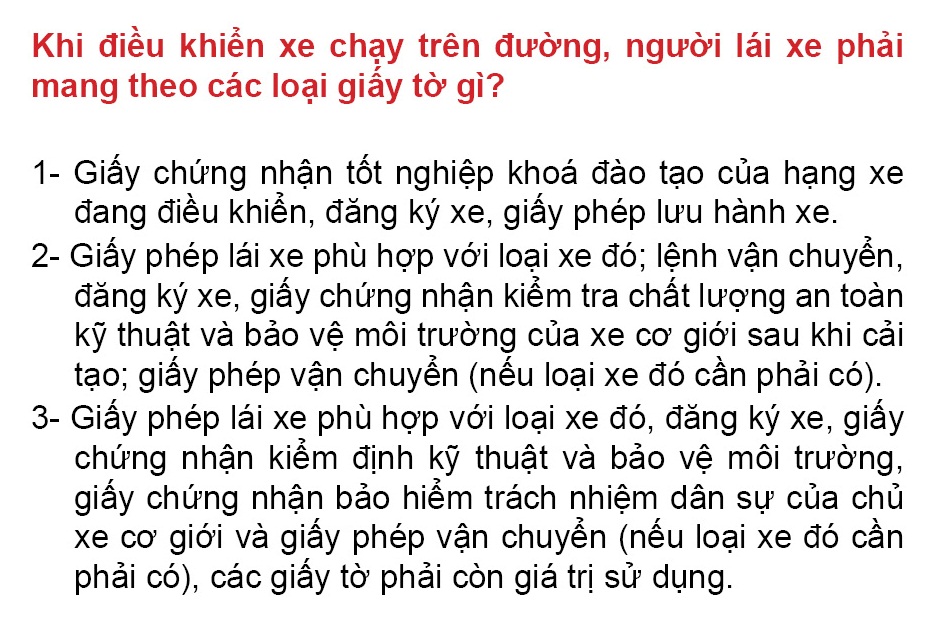 Khi điều khiển xe chạy trên đường, người lái xe phải
mang theo các loại giấy tờ gì?
1- Giấy chứng nhận tốt nghiệp khoá đào tạo của hạng xe
đang điều khiển, đăng ký xe, giấy phép lưu hành xe.
2- Giấy phép lái xe phù hợp với loại xe đó; lệnh vận chuyển,
đăng ký xe, giấy chứng nhận kiểm tra chất lượng an toàn
kỹ thuật và bảo vệ môi trường của xe cơ giới sau khi cải
tạo; giấy phép vận chuyển (nếu loại xe đó cần phải có).
3- Giấy phép lái xe phù hợp với loại xe đó, đăng ký xe, giấy
chứng nhận kiểm định kỹ thuật và bảo vệ môi trường,
giấy chứng nhận bảo hiểm trách nhiệm dân sự của chủ
xe cơ giới và giấy phép vận chuyển (nếu loại xe đó cần
phải có), các giấy tờ phải còn giá trị sử dụng.